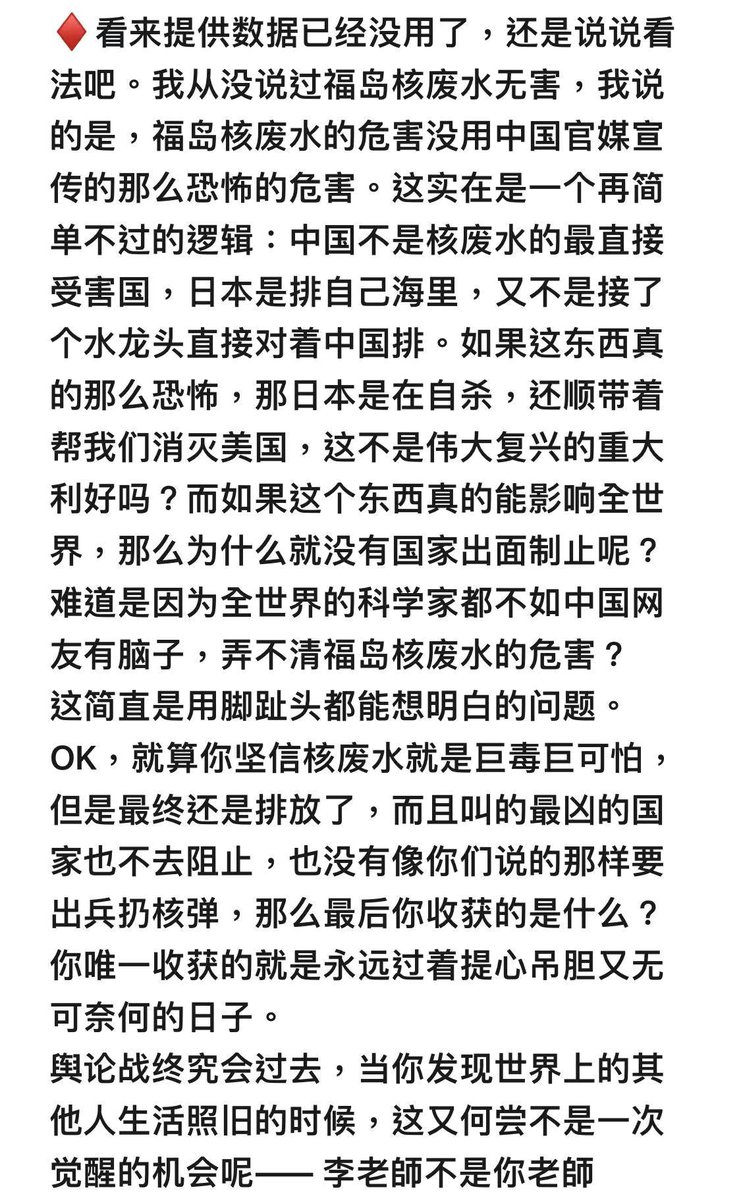 ♦️看来提供数据已经没用了，还是说说看
法吧。我从没说过福岛核废水无害，我说
的是，福岛核废水的危害没用中国官媒宣
传的那么恐怖的危害。这实在是一个再简
单不过的逻辑：中国不是核废水的最直接
受害国，日本是排自己海里，又不是接了
个水龙头直接对着中国排。如果这东西真
的那么恐怖，那日本是在自杀，还顺带着
帮我们消灭美国，这不是伟大复兴的重大
利好吗？而如果这个东西真的能影响全世
界，那么为什么就没有国家出面制止呢？
难道是因为全世界的科学家都不如中国网
友有脑子，弄不清福岛核废水的危害？
这简直是用脚趾头都能想明白的问题。
OK，就算你坚信核废水就是巨毒巨可怕，
但是最终还是排放了，而且叫的最凶的国
家也不去阻止，也没有像你们说的那样要
出兵扔核弹，那么最后你收获的是什么？
你唯一收获的就是永远过着提心吊胆又无
可奈何的日子。
舆论战终究会过去，当你发现世界上的其
他人生活照旧的时候，这又何尝不是一次
觉醒的机会呢—— 李老師不是你老師